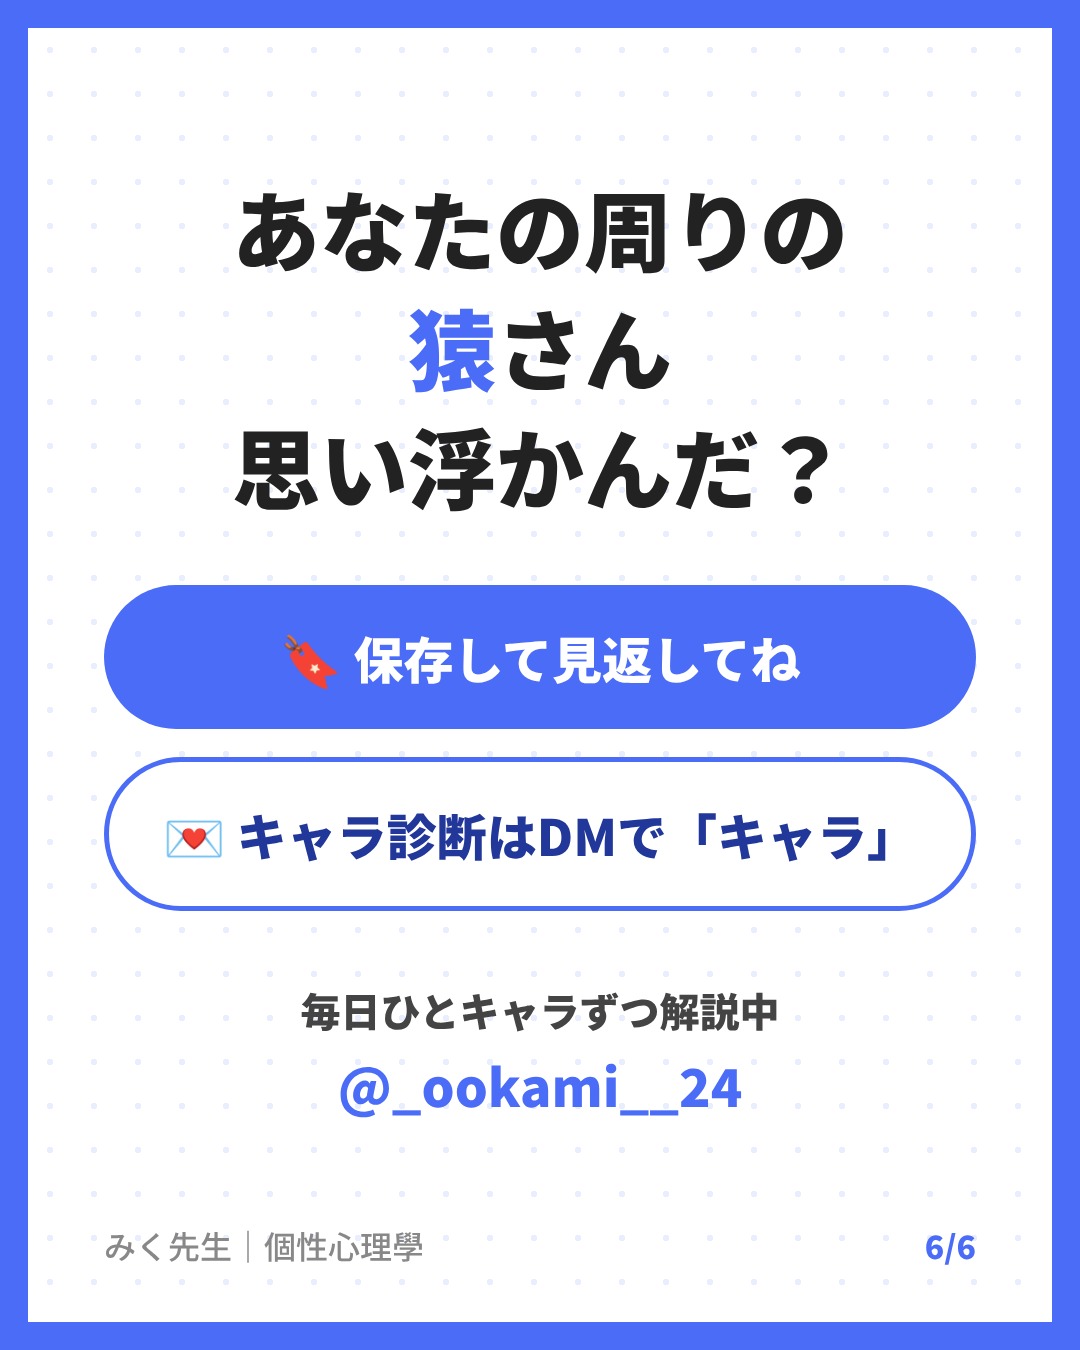 あなたの周りの
猿さん
思い浮かんだ？
🔖 保存して見返してね
💌 キャラ診断はDMで「キャラ」
毎日ひとキャラずつ解説中
@_ookami__24
みく先生｜個性心理學
6/6